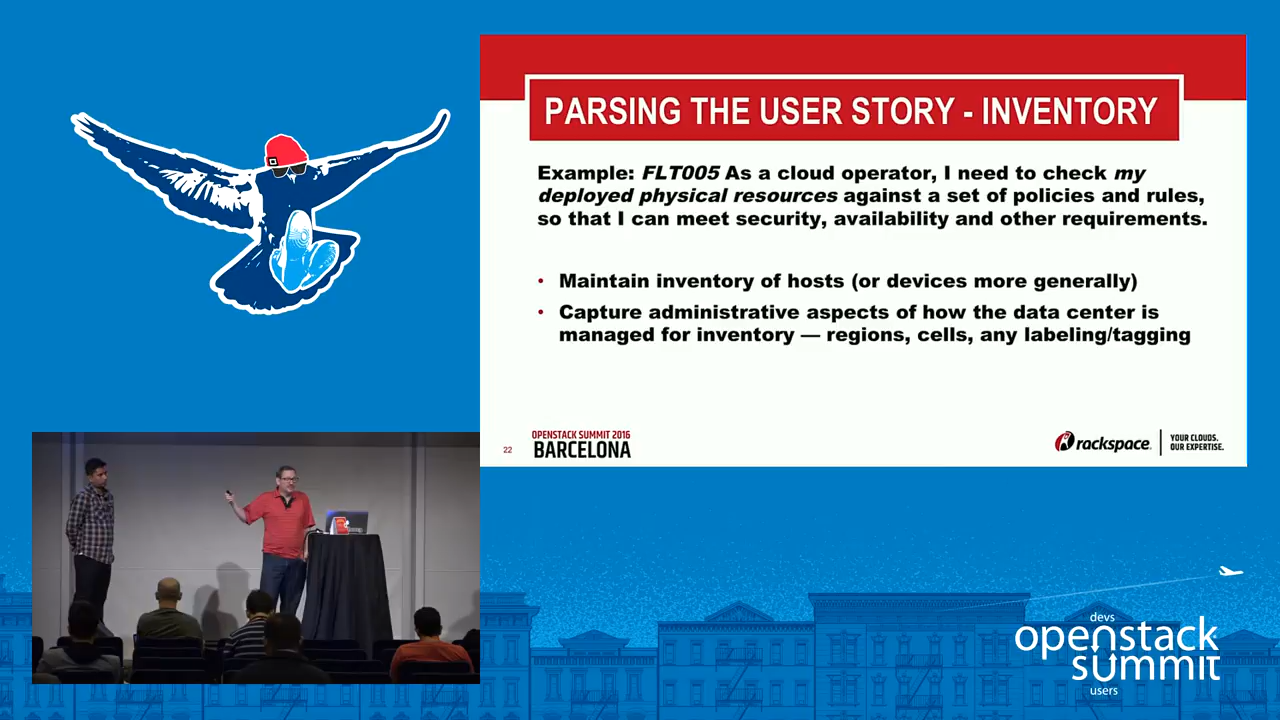 PARSING THE USER STORY - INVENTORY
Example: FLT005 As a cloud operator, I need to check my
deployed physical resources against a set of policies and rules,
so that I can meet security, availability and other requirements.
• Maintain inventory of hosts (or devices more generally)
• Capture administrative aspects of how the data center is
managed for inventory — regions, cells, any labeling/tagging
22
OPENSTACK SUMMIT 2016
BARCELONA
rackspace.
YOUR CLOUDS.
OUR EXPERTISE.
devs
openstack
summit
users